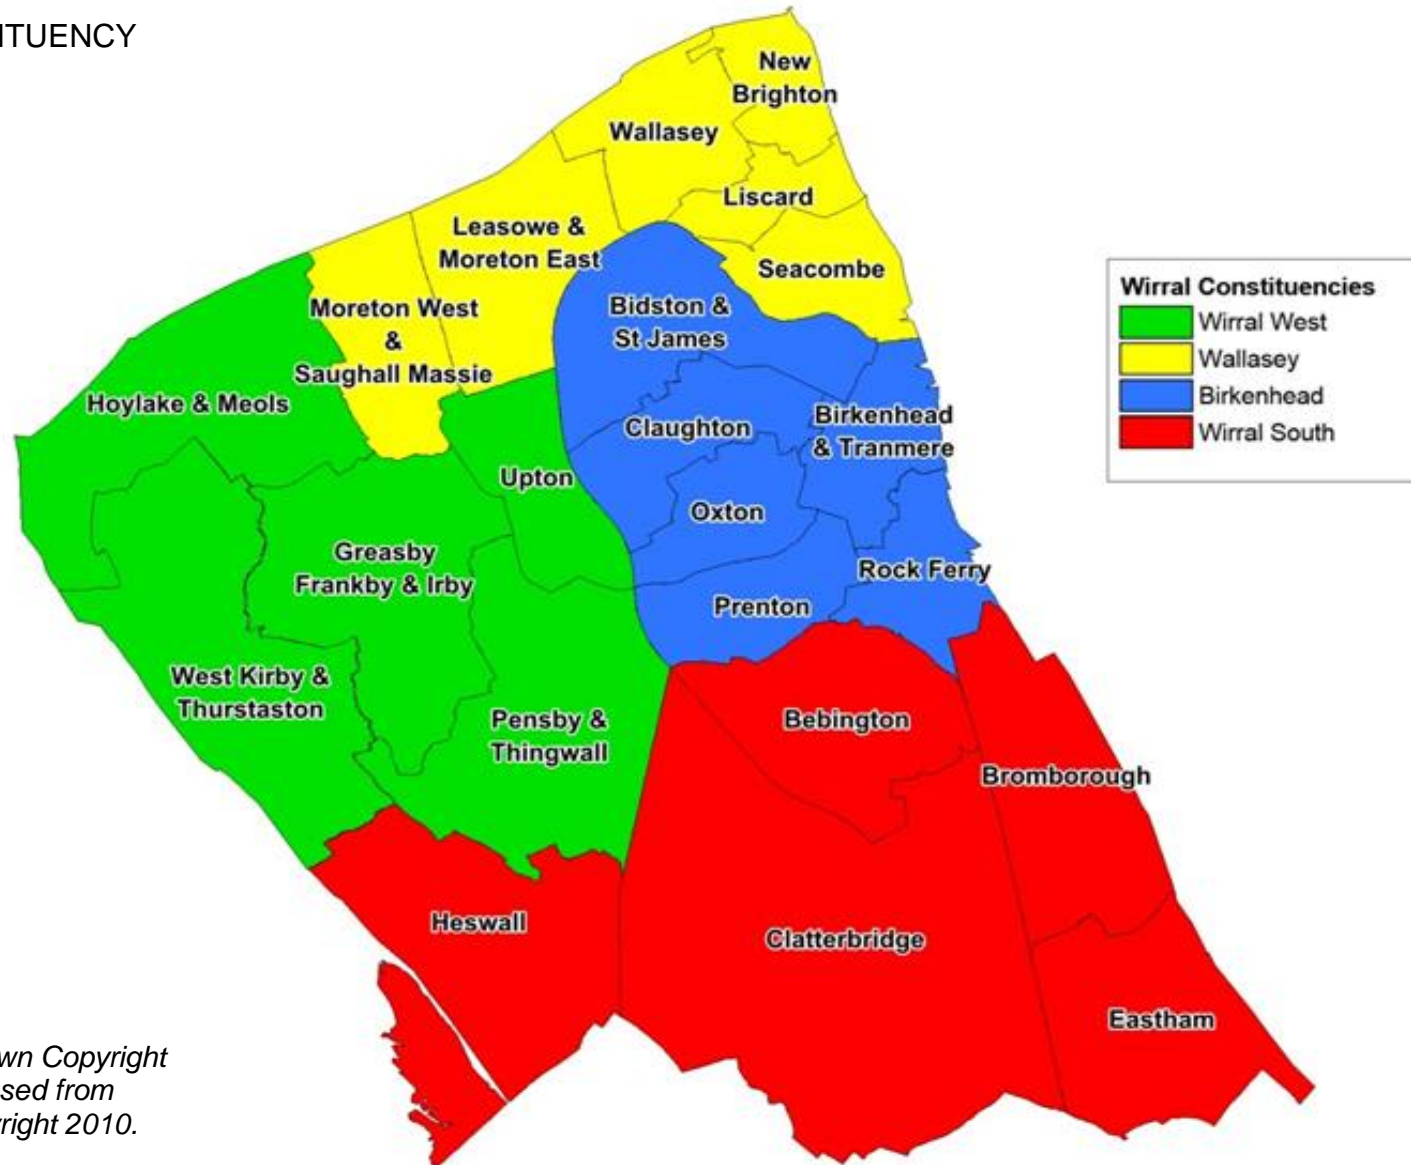 ITUENCY
New
Brighton
Wallasey
Liscard
Leasowe &
Moreton East
Seacombe
Moreton West
&
Saughall Massie
Bidston &
St James
Hoylake & Meols
Claughton
Birkenhead
& Tranmere
Upton
Oxton
Greasby
Frankby & Irby
Rock Ferry
Prenton
West Kirby &
Thurstaston
Pensby &
Thingwall
Bebington
Bromborough
Heswall
Clatterbridge
Eastham
Wirral Constituencies
Wirral West
Wallasey
Birkenhead
Wirral South
wn Copyright
sed from
yright 2010.